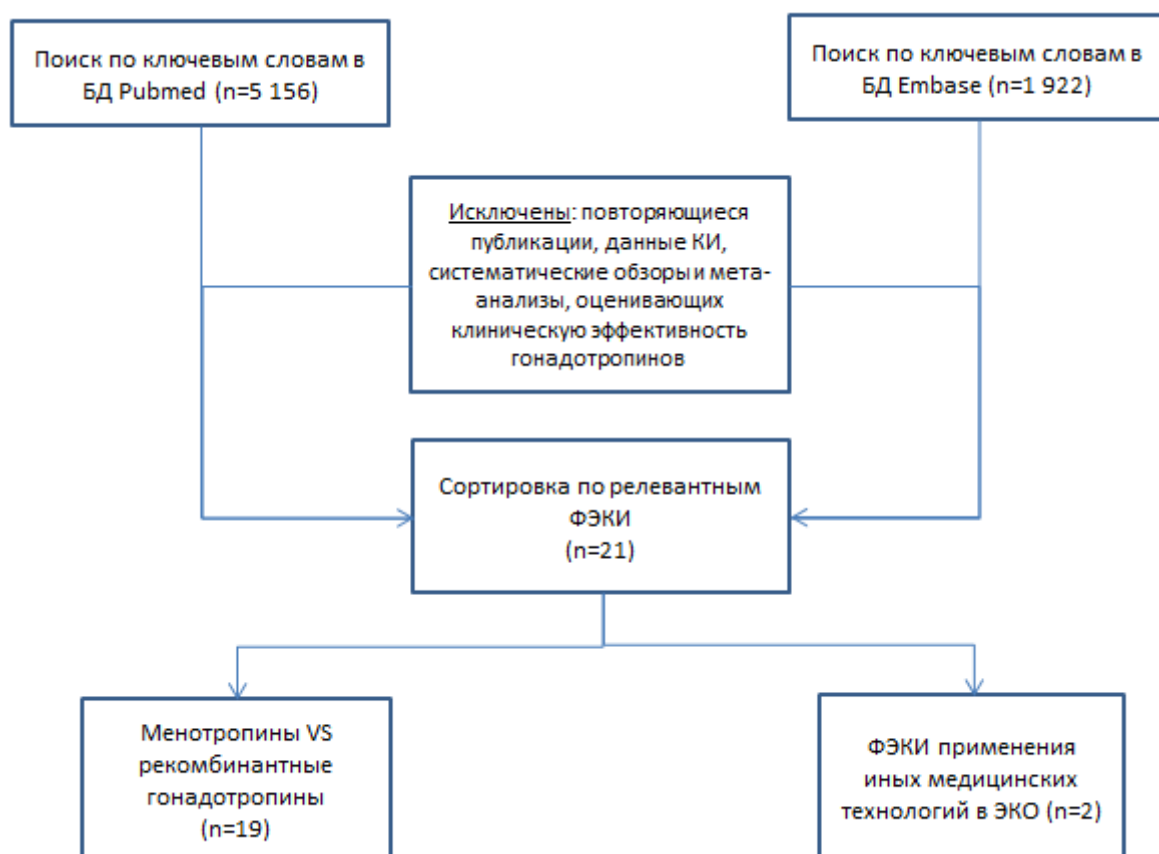 Поиск по ключевым словам в
БД Pubmed (n=5 156)
Поиск по ключевым словам в
БД Embase (n=1 922)
Исключены: повторяющиеся
публикации, данные КИ,
систематические обзоры и мета-
анализы, оценивающих
клиническую эффективность
гонадотропинов
Сортировка по релевантным
ФЭКИ
(n=21)
Менотропины VS
рекомбинантные
гонадотропины
(n=19)
ФЭКИ применения
иных медицинских
технологий в ЭКО (n=2)